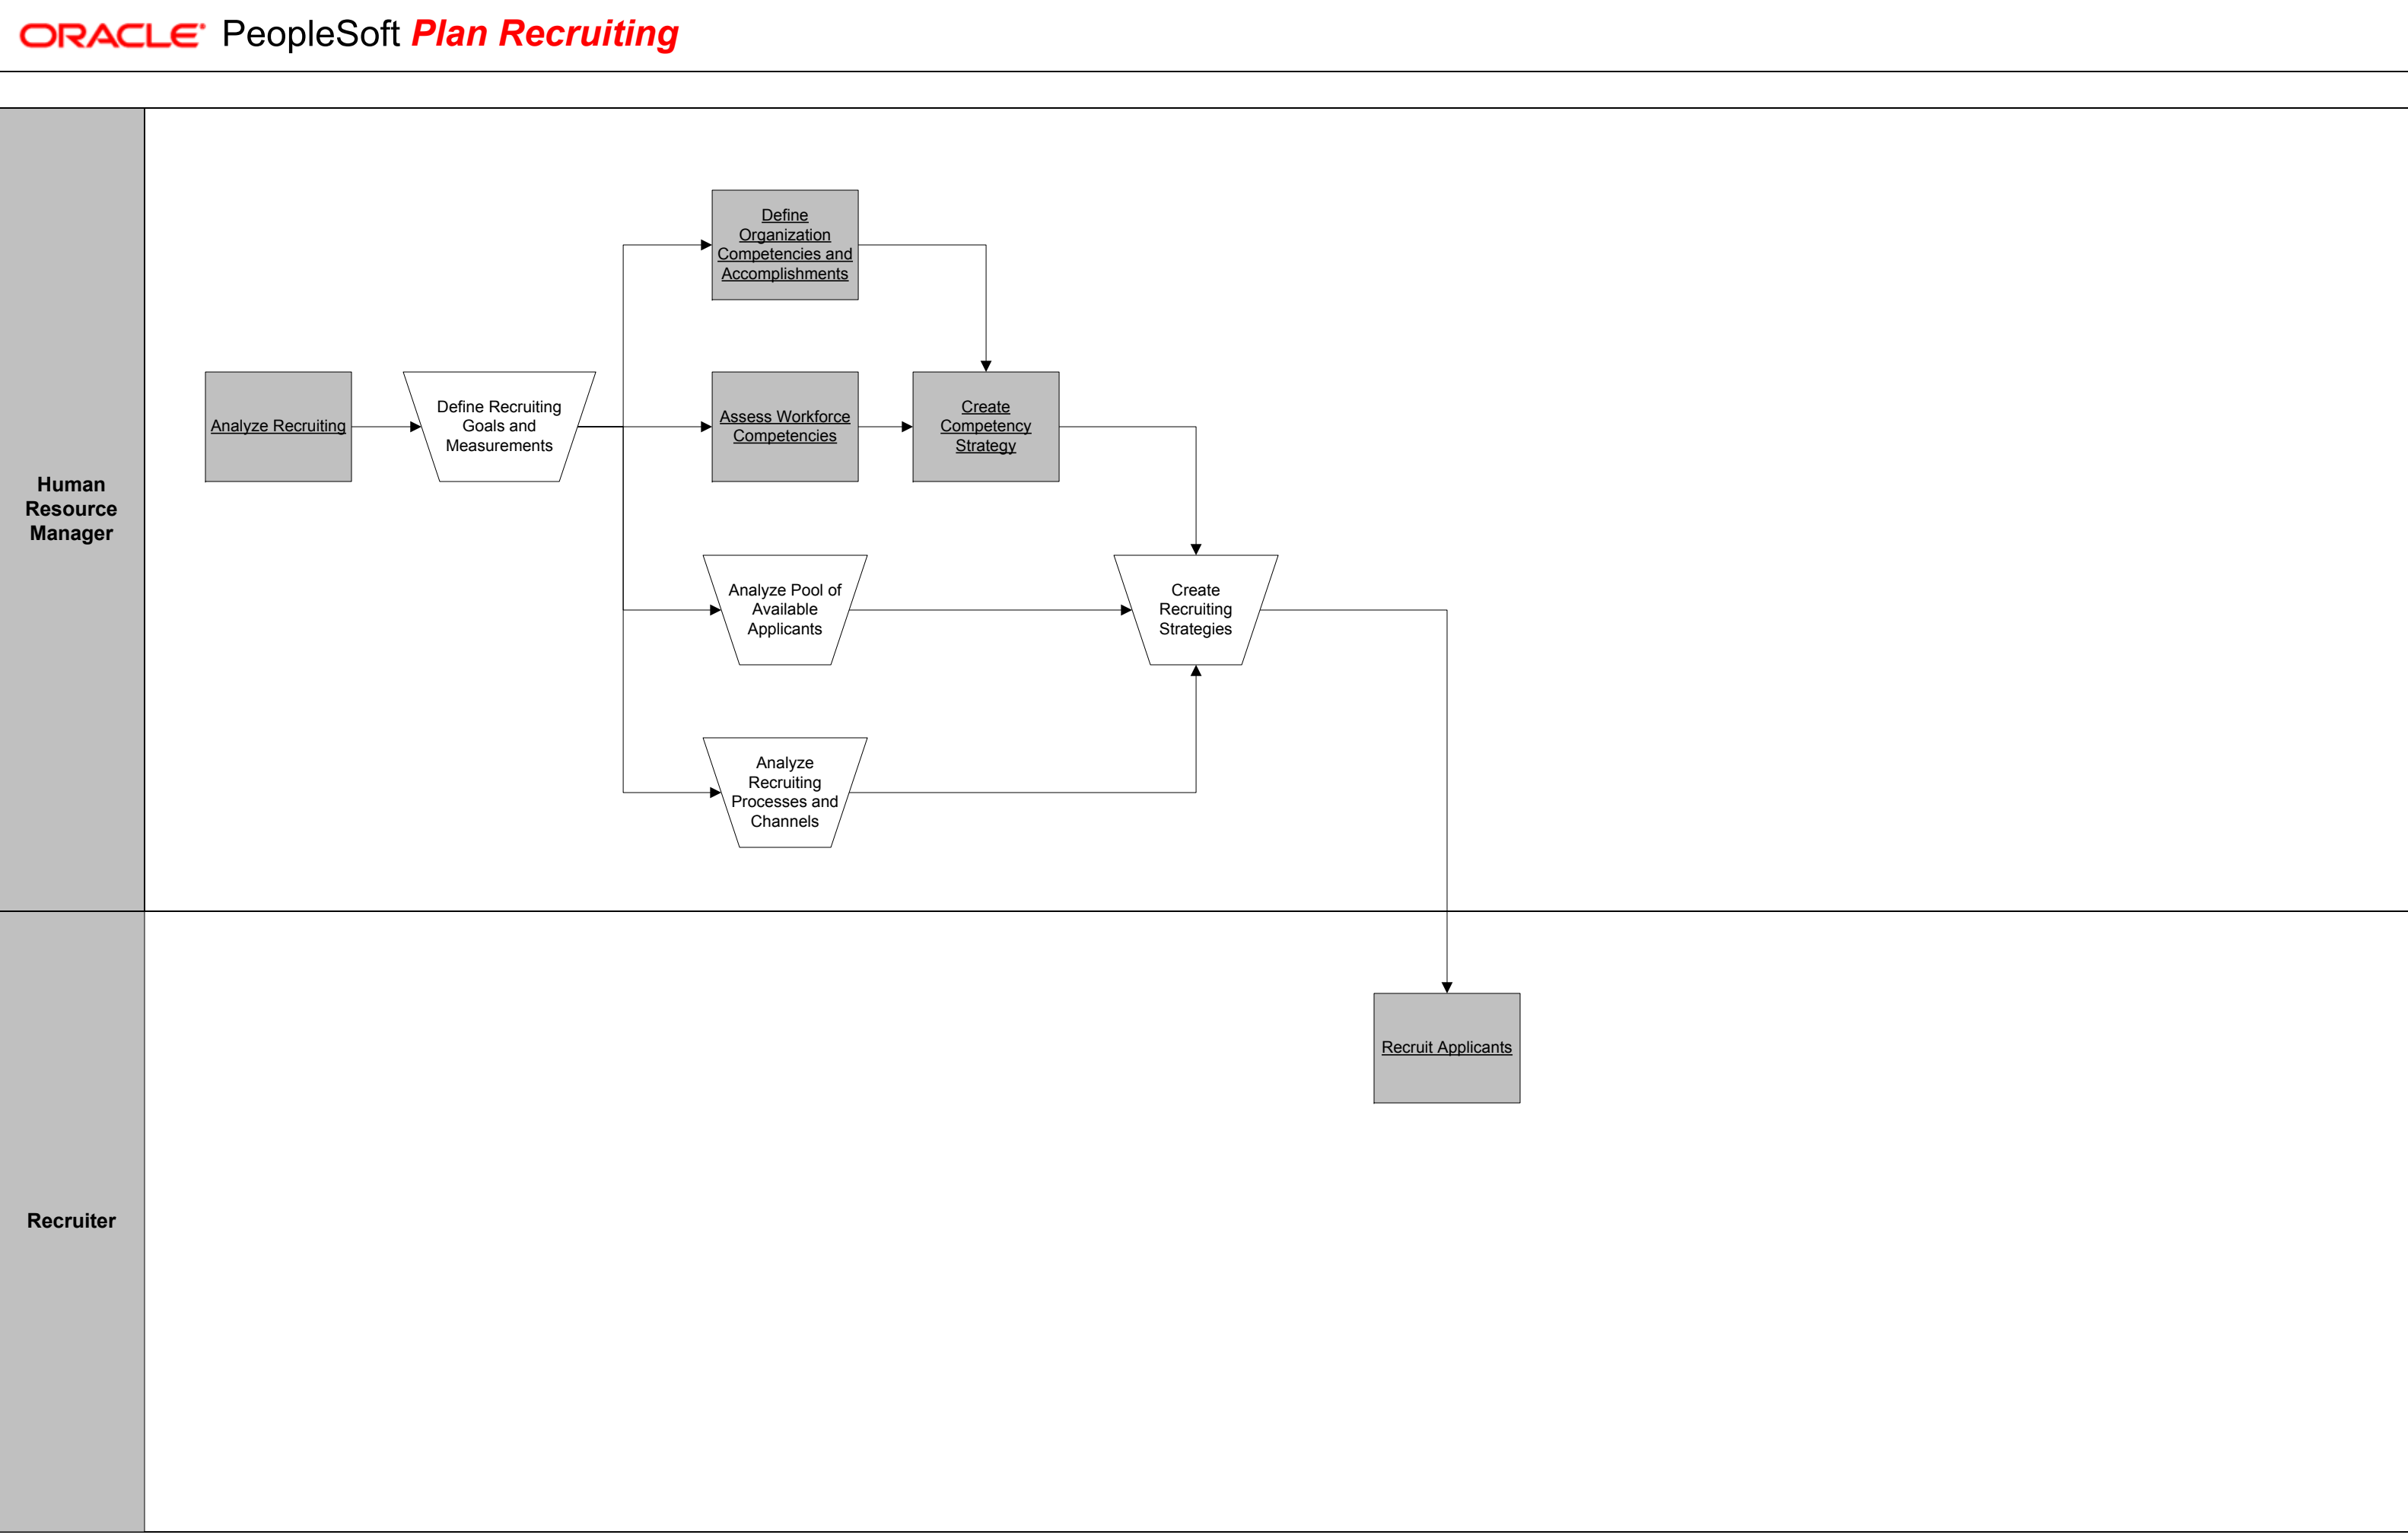 ORACLE PeopleSoft Plan Recruiting
Human
Resource
Manager
Define
Organization
Competencies and
Accomplishments
Analyze Recruiting
Define Recruiting
Goals and
Measurements
Assess Workforce
Competencies
Create
Competency
Strategy
Analyze Pool of
Available
Applicants
Create
Recruiting
Strategies
Analyze
Recruiting
Processes and
Channels
Recruiter
Recruit Applicants